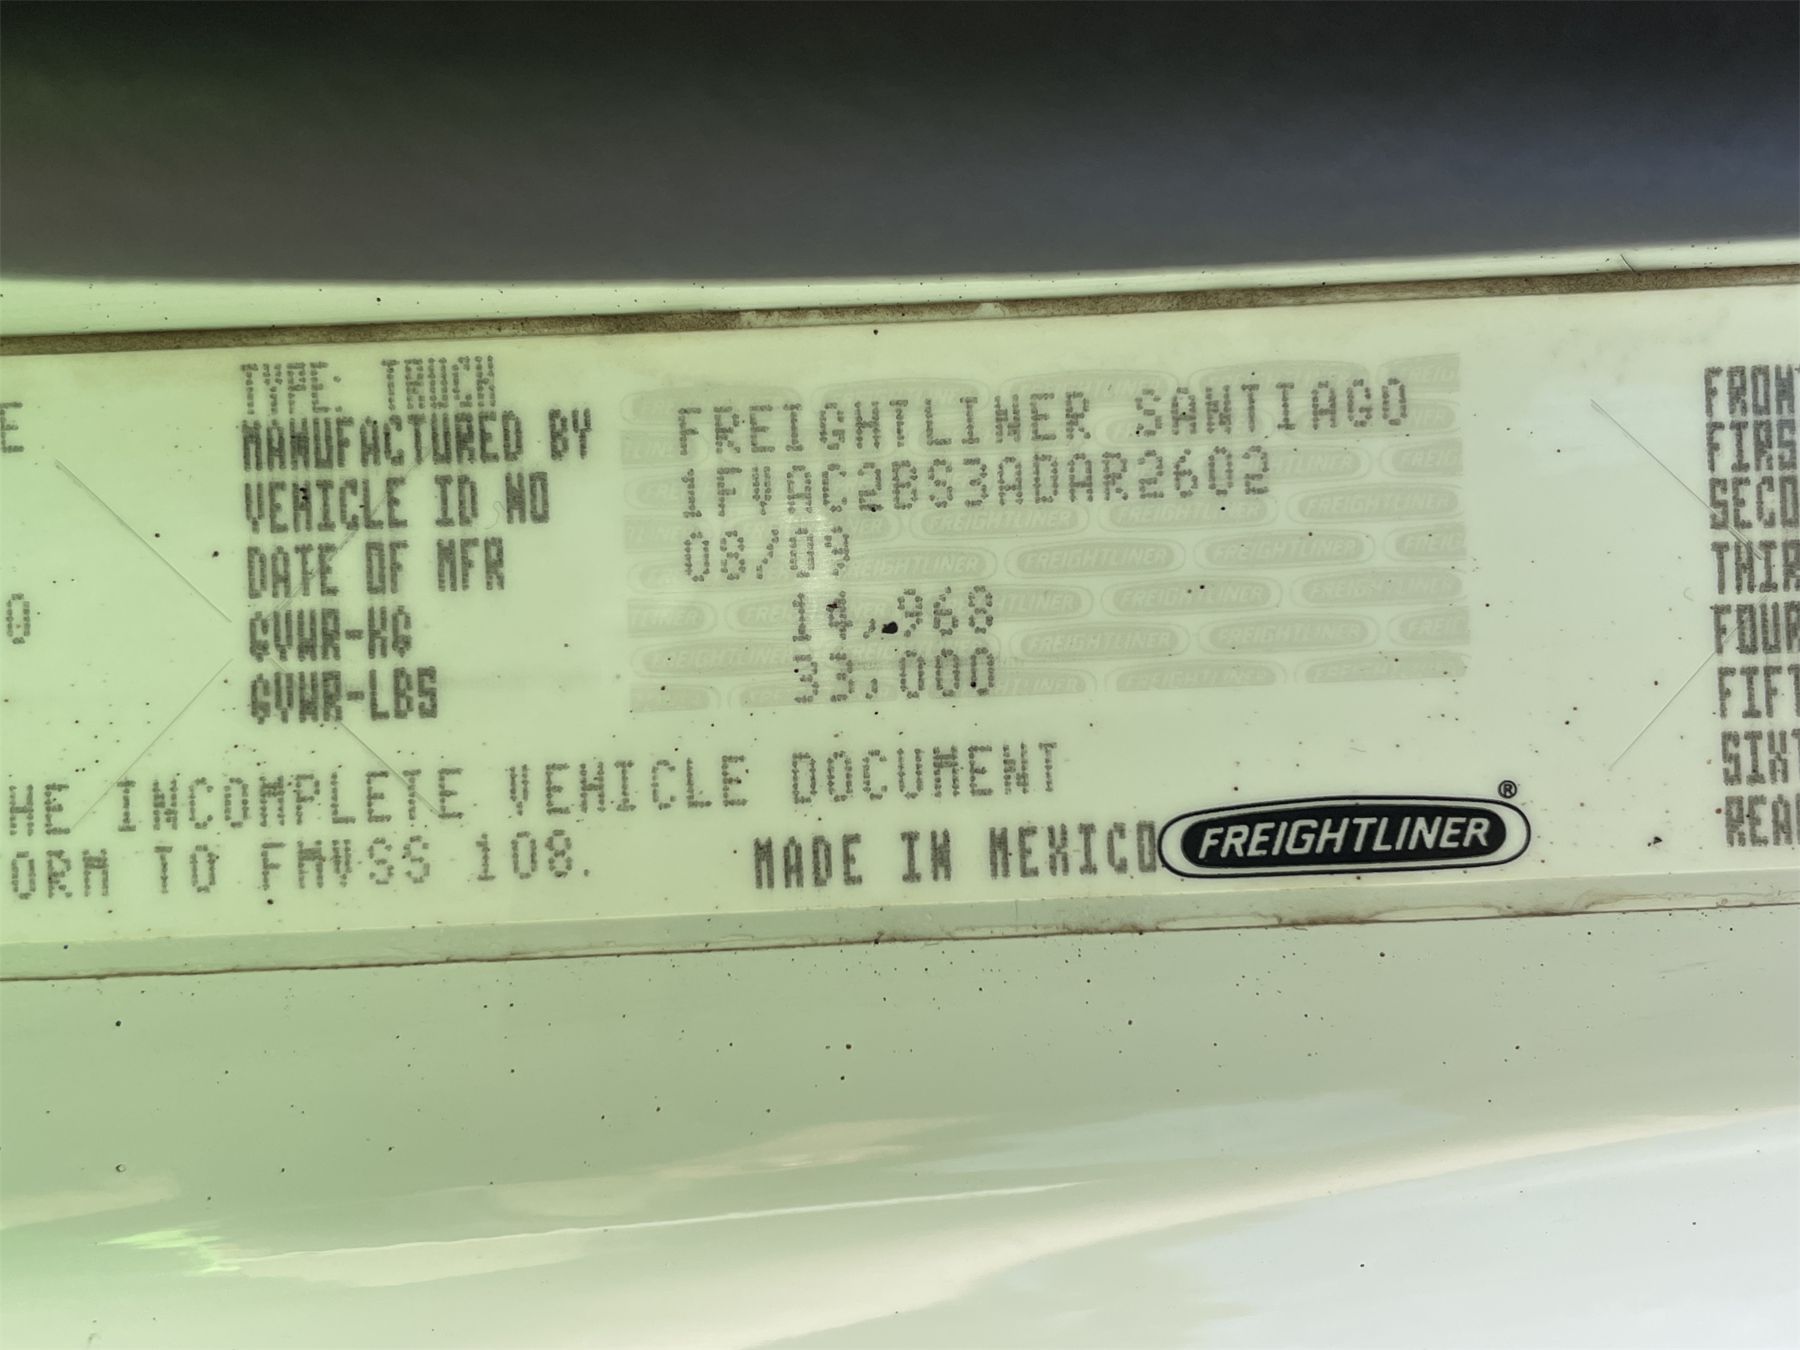 TYPE: TRUCK
MANUFACTURED BY FREIGHTLINER SANTIAGO
VEHICLE ID NO 1FVAC2BS3ADAR2602
DATE OF MFR 08/09
GVWR-KG 14,968
GVWR-LBS 33,000
HE INCOMPLETE VEHICLE DOCUMENT
ORM TO FMVSS 108.
MADE IN MEXICO
FREIGHTLINER®
FRONT
FIRS
SECO
THIR
FOUR
FIFT
SIXT
REA